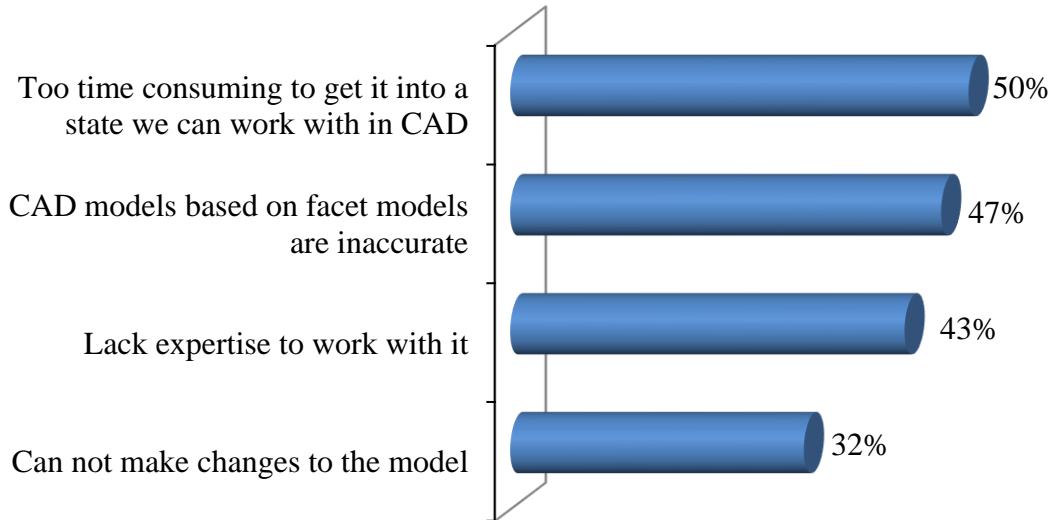 Too time consuming to get it into a
state we can work with in CAD
50%
CAD models based on facet models
are inaccurate
47%
Lack expertise to work with it
43%
Can not make changes to the model
32%